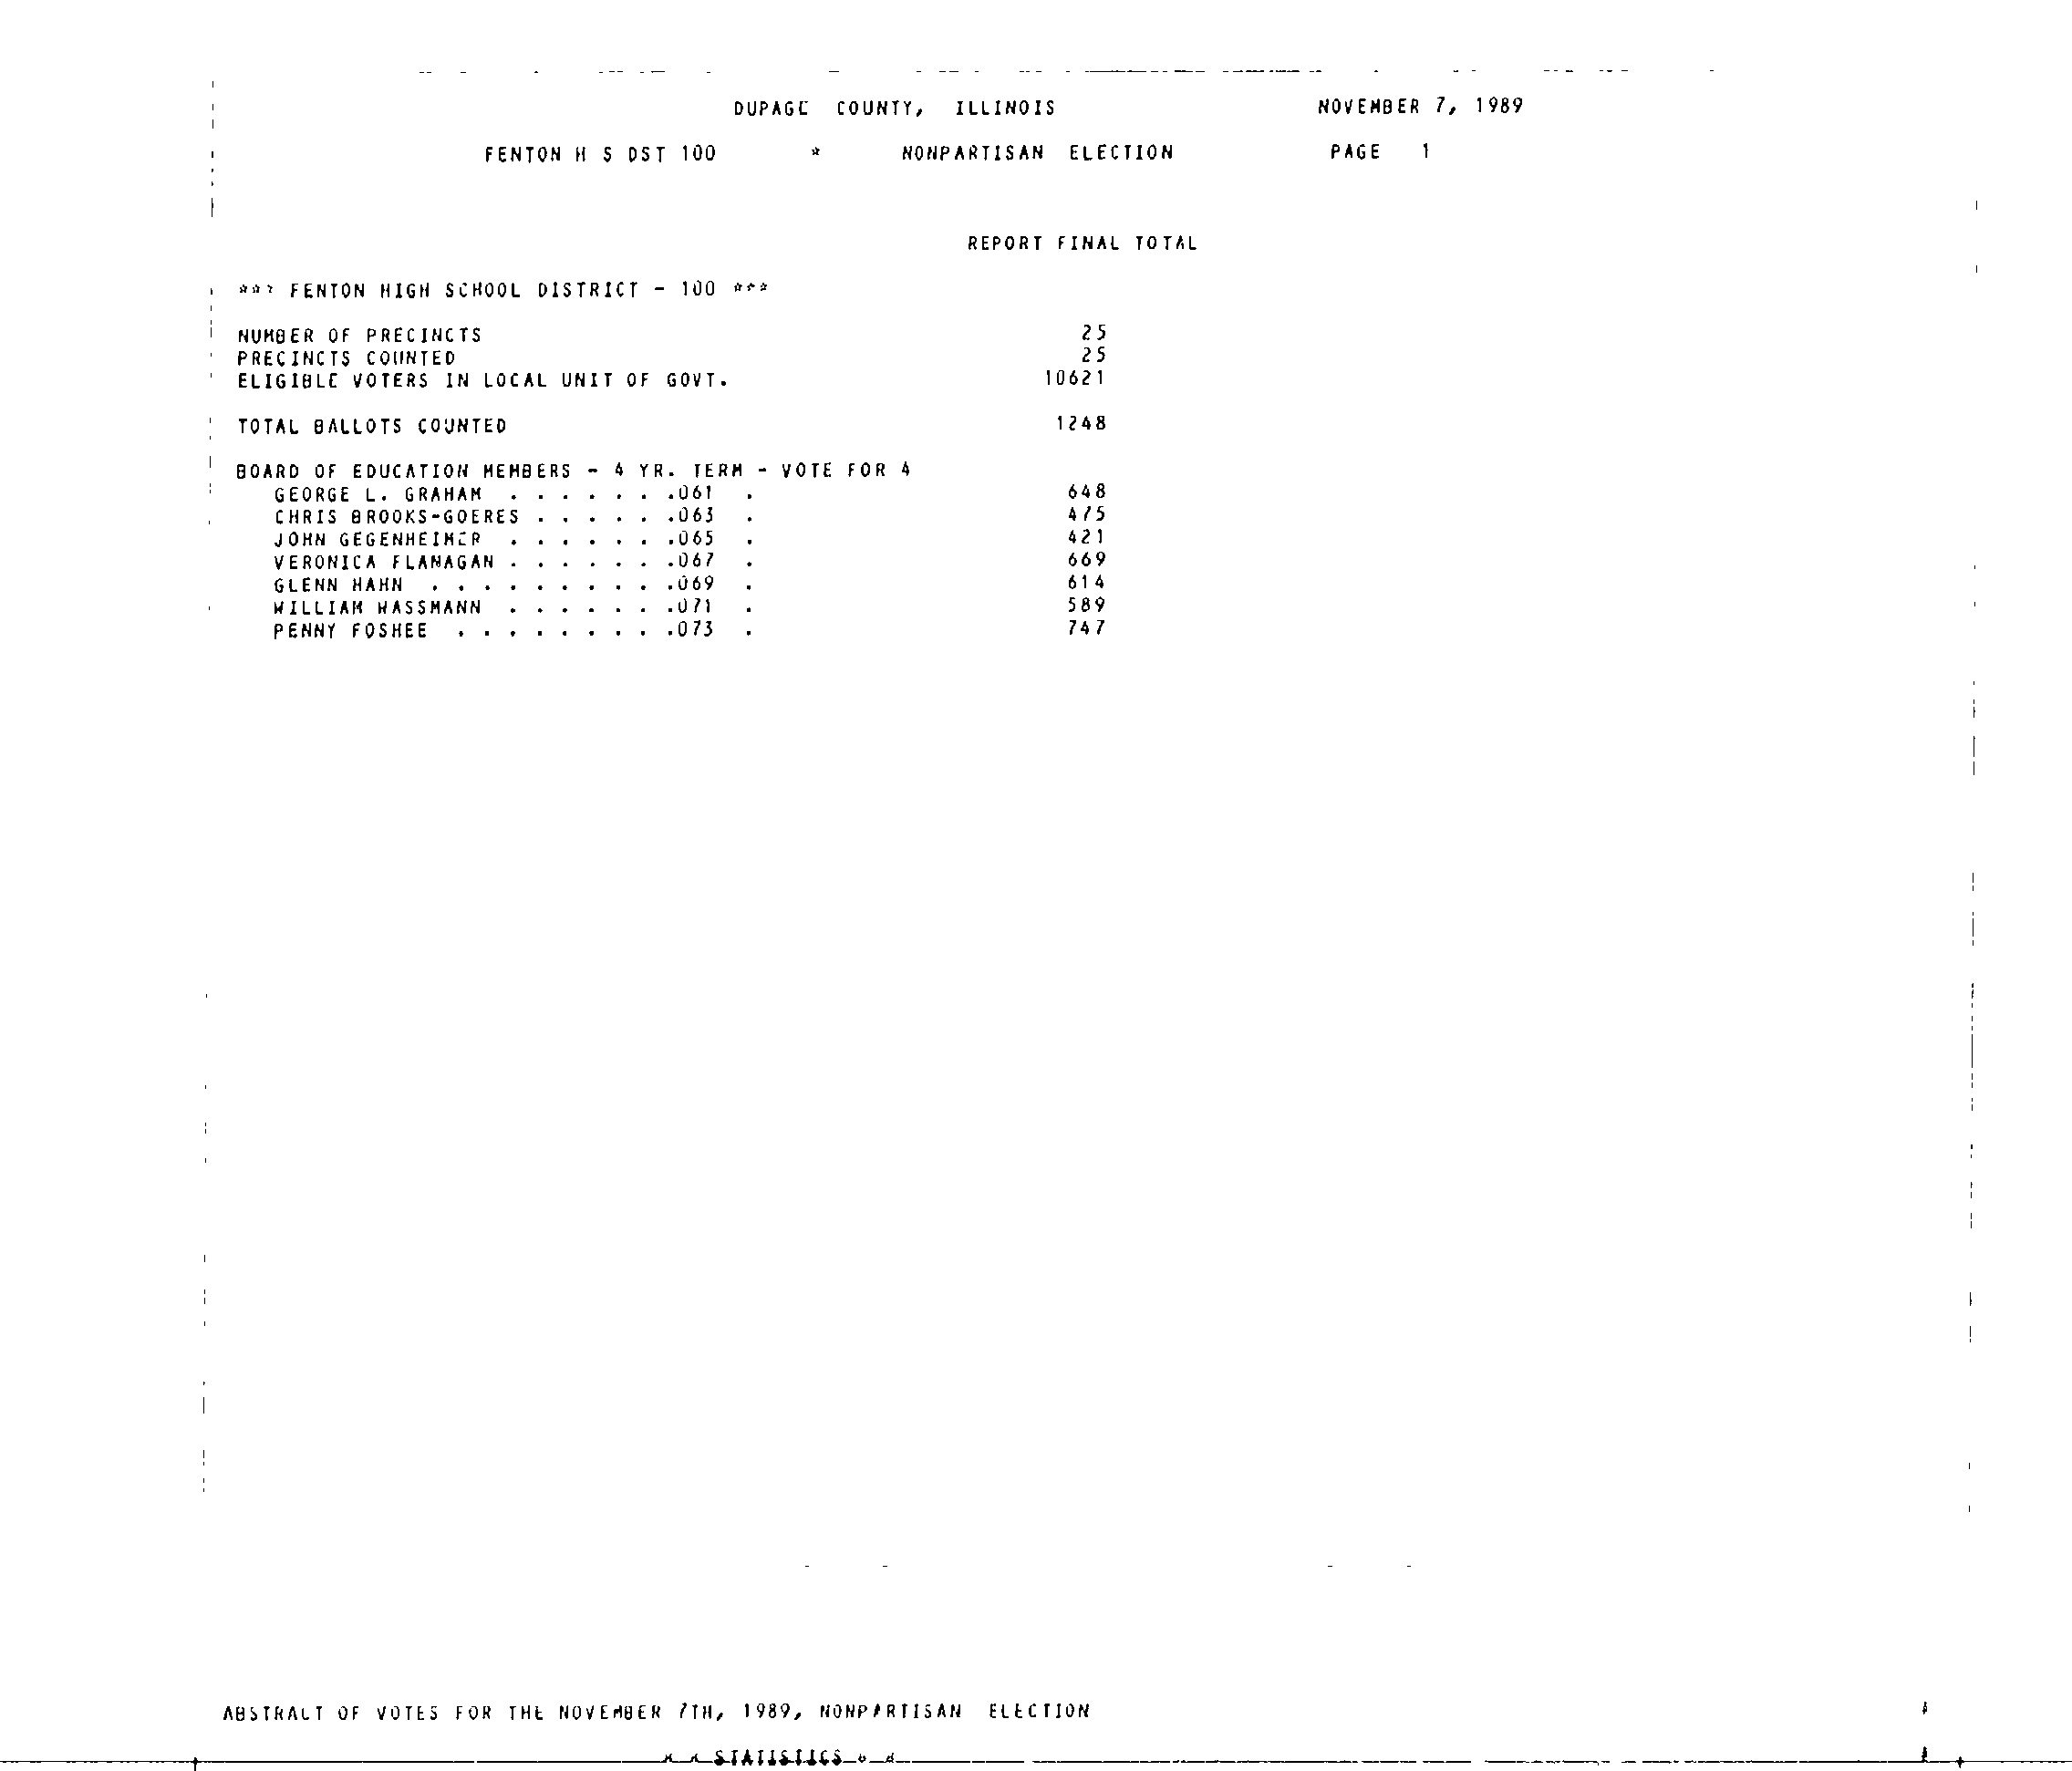 DUPAGE COUNTY, ILLINOIS NOVEMBER 7, 1989
FENTON H S DST 100 * NONPARTISAN ELECTION PAGE 1
REPORT FINAL TOTAL
*** FENTON HIGH SCHOOL DISTRICT - 100 ***
NUMBER OF PRECINCTS 25
PRECINCTS COUNTED 25
ELIGIBLE VOTERS IN LOCAL UNIT OF GOVT. 10621
TOTAL BALLOTS COUNTED 1248
BOARD OF EDUCATION MEMBERS - 4 YR. TERM - VOTE FOR 4
GEORGE L. GRAHAM . . . . . . .061 . 648
CHRIS BROOKS-GOERES . . . . . .063 . 475
JOHN GEGENHEIMER . . . . . . .065 . 421
VERONICA FLANAGAN . . . . . . .067 . 669
GLENN HAHN . . . . . . . . . .069 . 614
WILLIAM WASSMANN . . . . . . .071 . 589
PENNY FOSHEE . . . . . . . . .073 . 747
ABSTRACT OF VOTES FOR THE NOVEMBER 7TH, 1989, NONPARTISAN ELECTION
* * STATISTICS * *